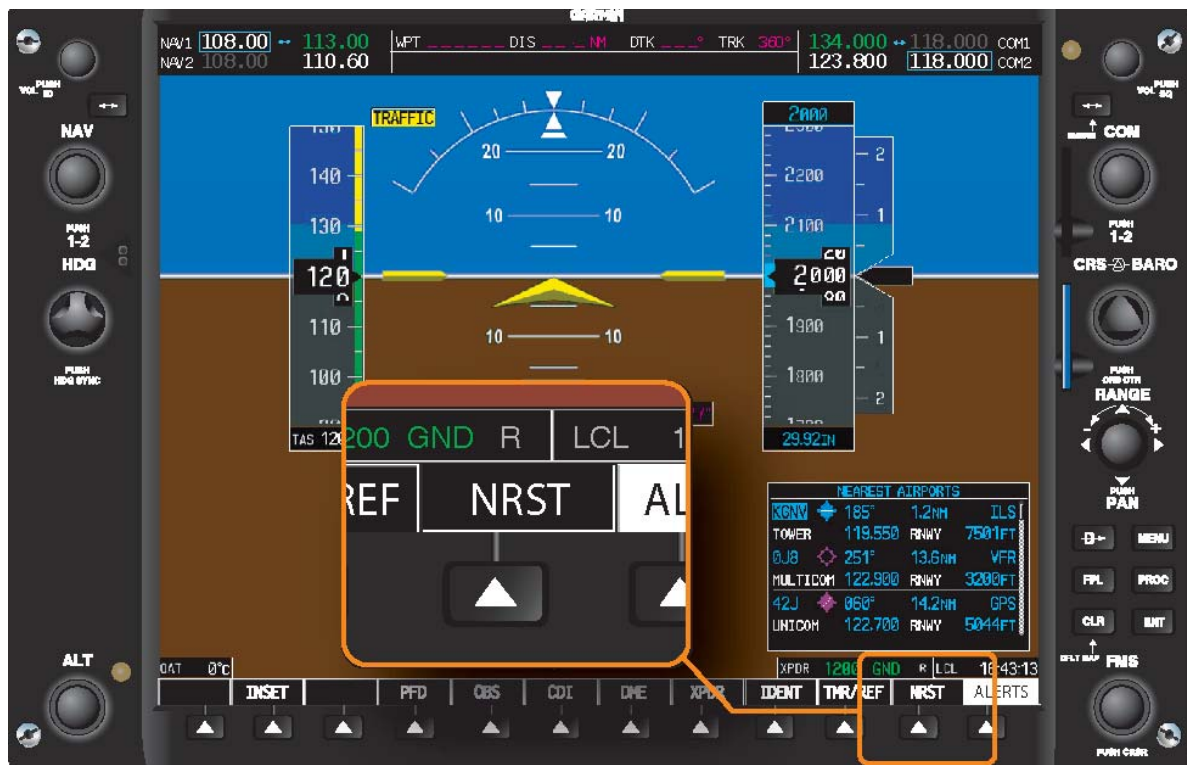 GARMIN
NAV1 108.00 ↔ 113.00
NAV2 108.00 110.60
WPT _ _ _ _ _ _ DIS _ _ . _ NM DTK _ _ _° TRK 360°
134.000 ↔ 118.000 COM1
123.800 118.000 COM2
PUSH
VOL ID
NAV
PUSH
1-2
HDG
PUSH
HDG SYNC
ALT
TRAFFIC
20 20
10 10
10 10
140
130
120
110
100
TAS 120
2000
2200
2100
2000
1900
1800
29.92IN
2
1
1
2
1200 GND R LCL 1
REF NRST AL
NEAREST AIRPORTS
KGNV 185° 1.2NM ILS
TOWER 119.550 RNWY 7501FT
0J8 251° 13.6NM VFR
MULTICOM 122.900 RNWY 3200FT
42J 060° 14.2NM GPS
UNICOM 122.700 RNWY 5044FT
OAT 0°C
XPDR 1200 GND R LCL 16:43:13
INSET PFD OBS CDI DME XPDR IDENT TMR/REF NRST ALERTS
PUSH
VOL SQ
COM
PUSH
1-2
CRS BARO
PUSH
CRS CTR
RANGE
- +
PUSH
PAN
D MENU
FPL PROC
CLR ENT
DFLT MAP FMS
PUSH CRSR